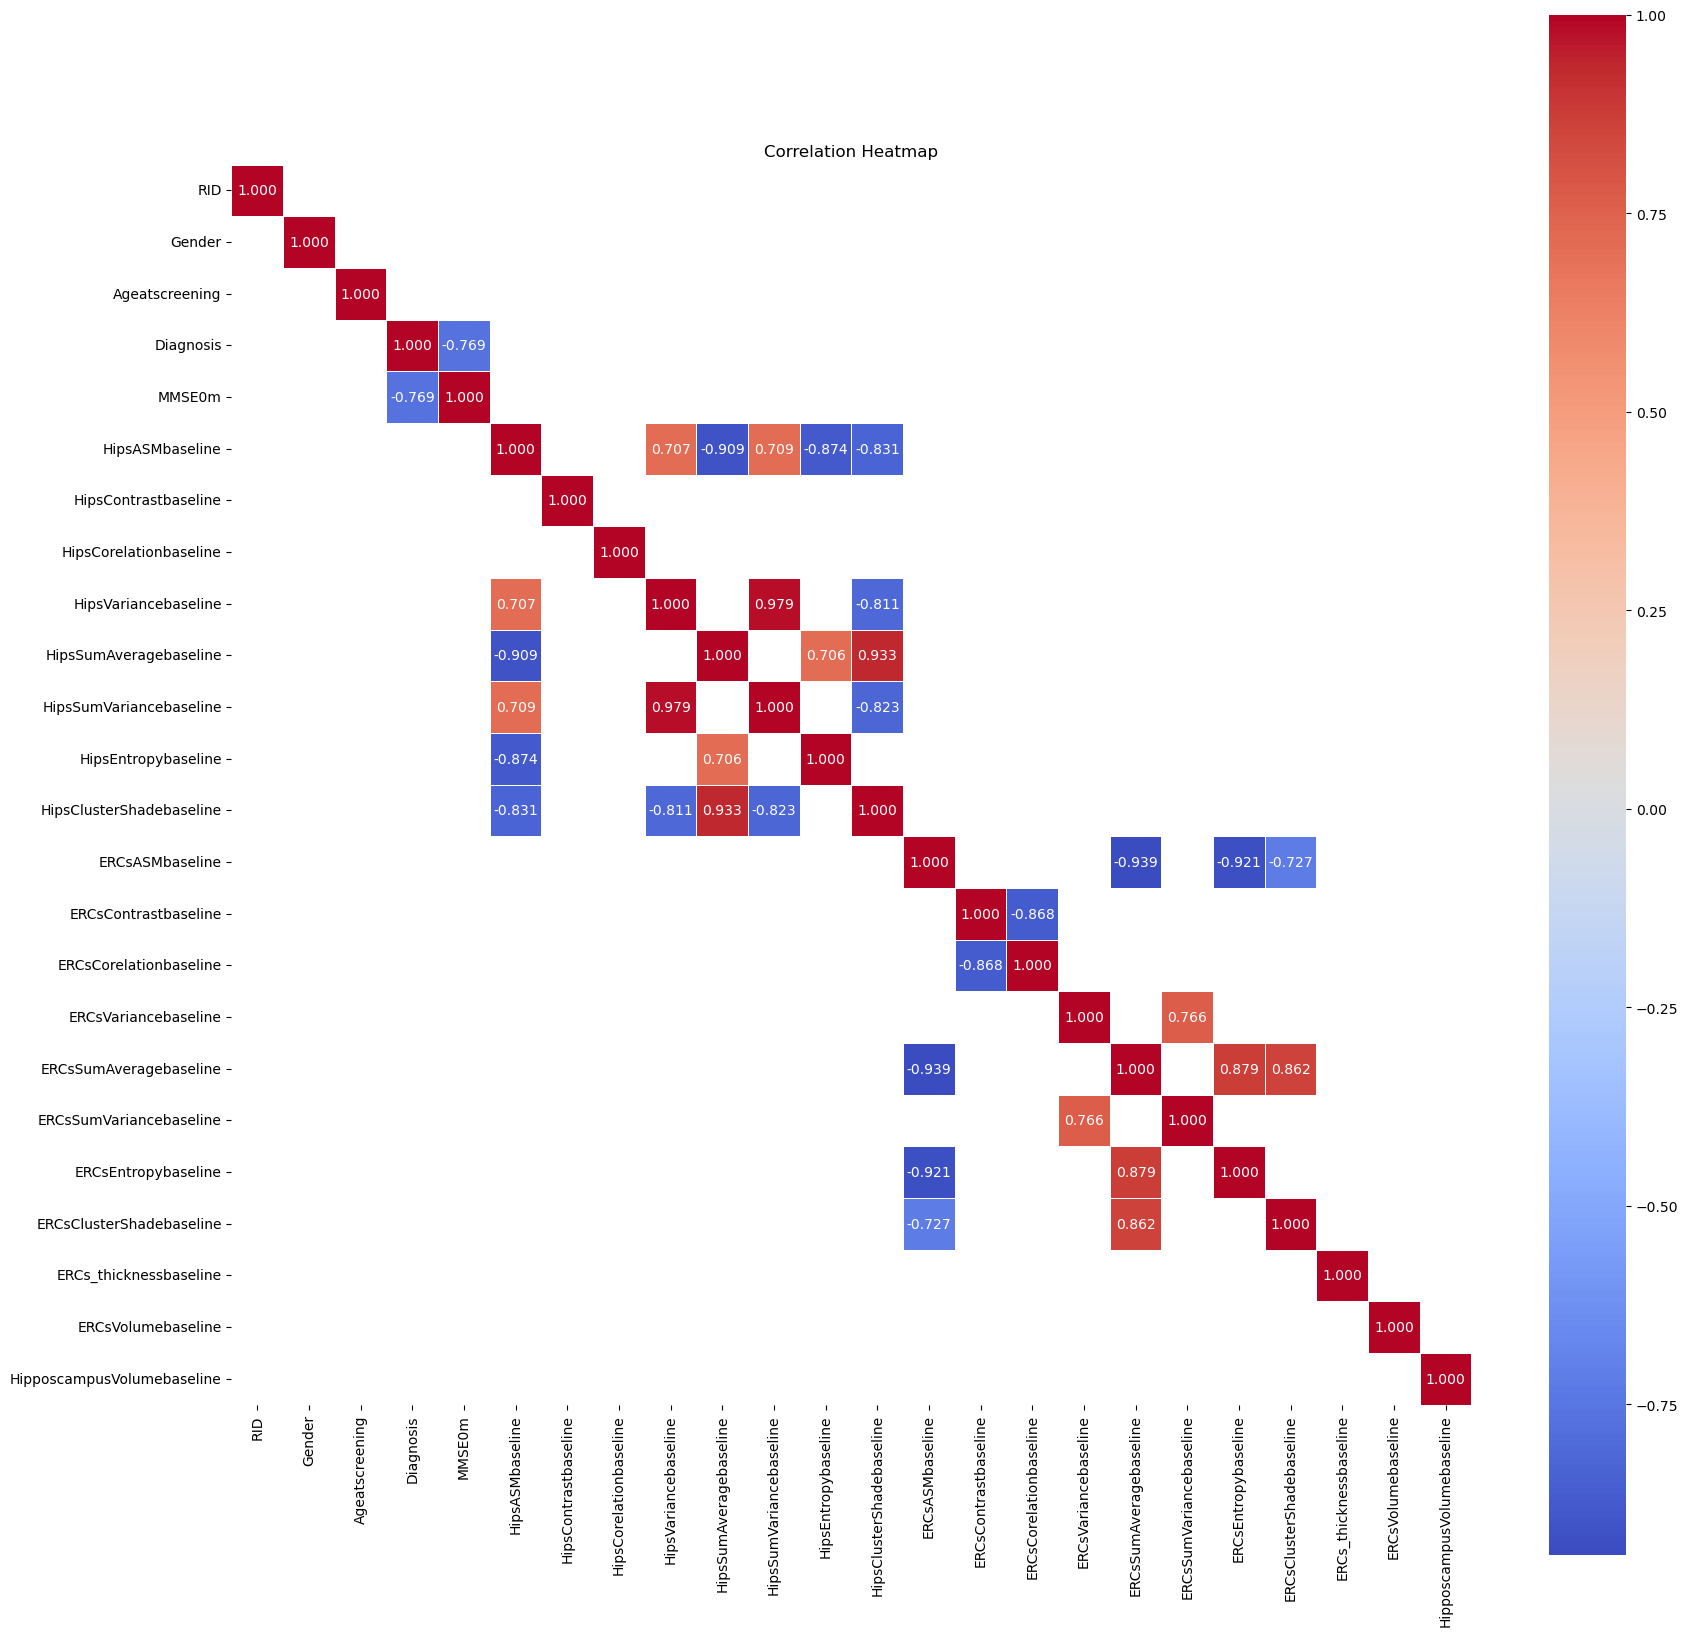 Correlation Heatmap
RID 1.000
Gender 1.000
Ageatscreening 1.000
Diagnosis 1.000 -0.769
MMSE0m -0.769 1.000
HipsASMbaseline 1.000 0.707 -0.909 0.709 -0.874 -0.831
HipsContrastbaseline 1.000
HipsCorelationbaseline 1.000
HipsVariancebaseline 0.707 1.000 0.979 -0.811
HipsSumAveragebaseline -0.909 1.000 0.706 0.933
HipsSumVariancebaseline 0.709 0.979 1.000 -0.823
HipsEntropybaseline -0.874 0.706 1.000
HipsClusterShadebaseline -0.831 -0.811 0.933 -0.823 1.000
ERCsASMbaseline 1.000 -0.939 -0.921 -0.727
ERCsContrastbaseline 1.000 -0.868
ERCsCorelationbaseline -0.868 1.000
ERCsVariancebaseline 1.000 0.766
ERCsSumAveragebaseline -0.939 1.000 0.879 0.862
ERCsSumVariancebaseline 0.766 1.000
ERCsEntropybaseline -0.921 0.879 1.000
ERCsClusterShadebaseline -0.727 0.862 1.000
ERCs_thicknessbaseline 1.000
ERCsVolumebaseline 1.000
HipposcampusVolumebaseline 1.000
RID
Gender
Ageatscreening
Diagnosis
MMSE0m
HipsASMbaseline
HipsContrastbaseline
HipsCorelationbaseline
HipsVariancebaseline
HipsSumAveragebaseline
HipsSumVariancebaseline
HipsEntropybaseline
HipsClusterShadebaseline
ERCsASMbaseline
ERCsContrastbaseline
ERCsCorelationbaseline
ERCsVariancebaseline
ERCsSumAveragebaseline
ERCsSumVariancebaseline
ERCsEntropybaseline
ERCsClusterShadebaseline
ERCs_thicknessbaseline
ERCsVolumebaseline
HipposcampusVolumebaseline
1.00
0.75
0.50
0.25
0.00
−0.25
−0.50
−0.75